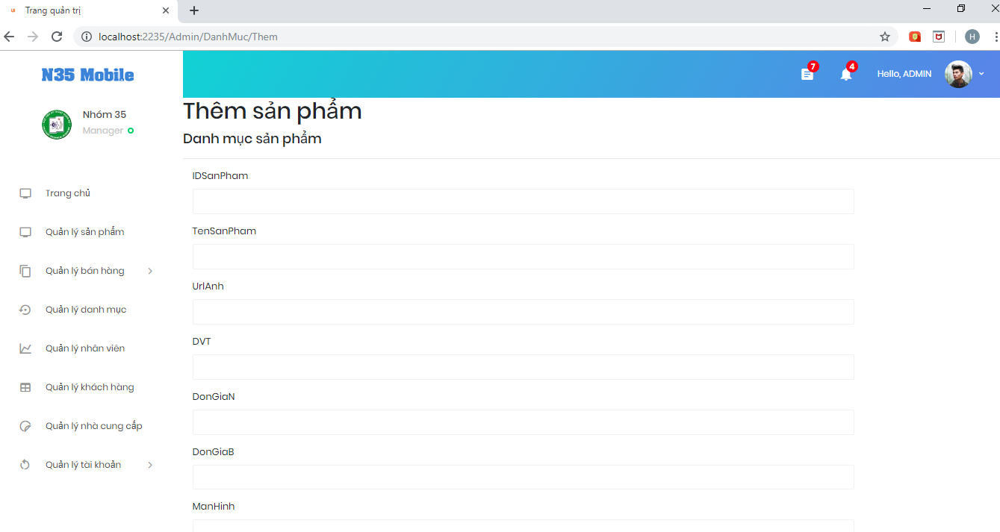 Trang quản trị
localhost:2235/Admin/DanhMuc/Them
H
N35 Mobile
7
4
Hello, ADMIN
Nhóm 35
Manager
Thêm sản phẩm
Danh mục sản phẩm
Trang chủ
Quản lý sản phẩm
Quản lý bán hàng
Quản lý danh mục
Quản lý nhân viên
Quản lý khách hàng
Quản lý nhà cung cấp
Quản lý tài khoản
IDSanPham
TenSanPham
UrlAnh
DVT
DonGiaN
DonGiaB
ManHinh